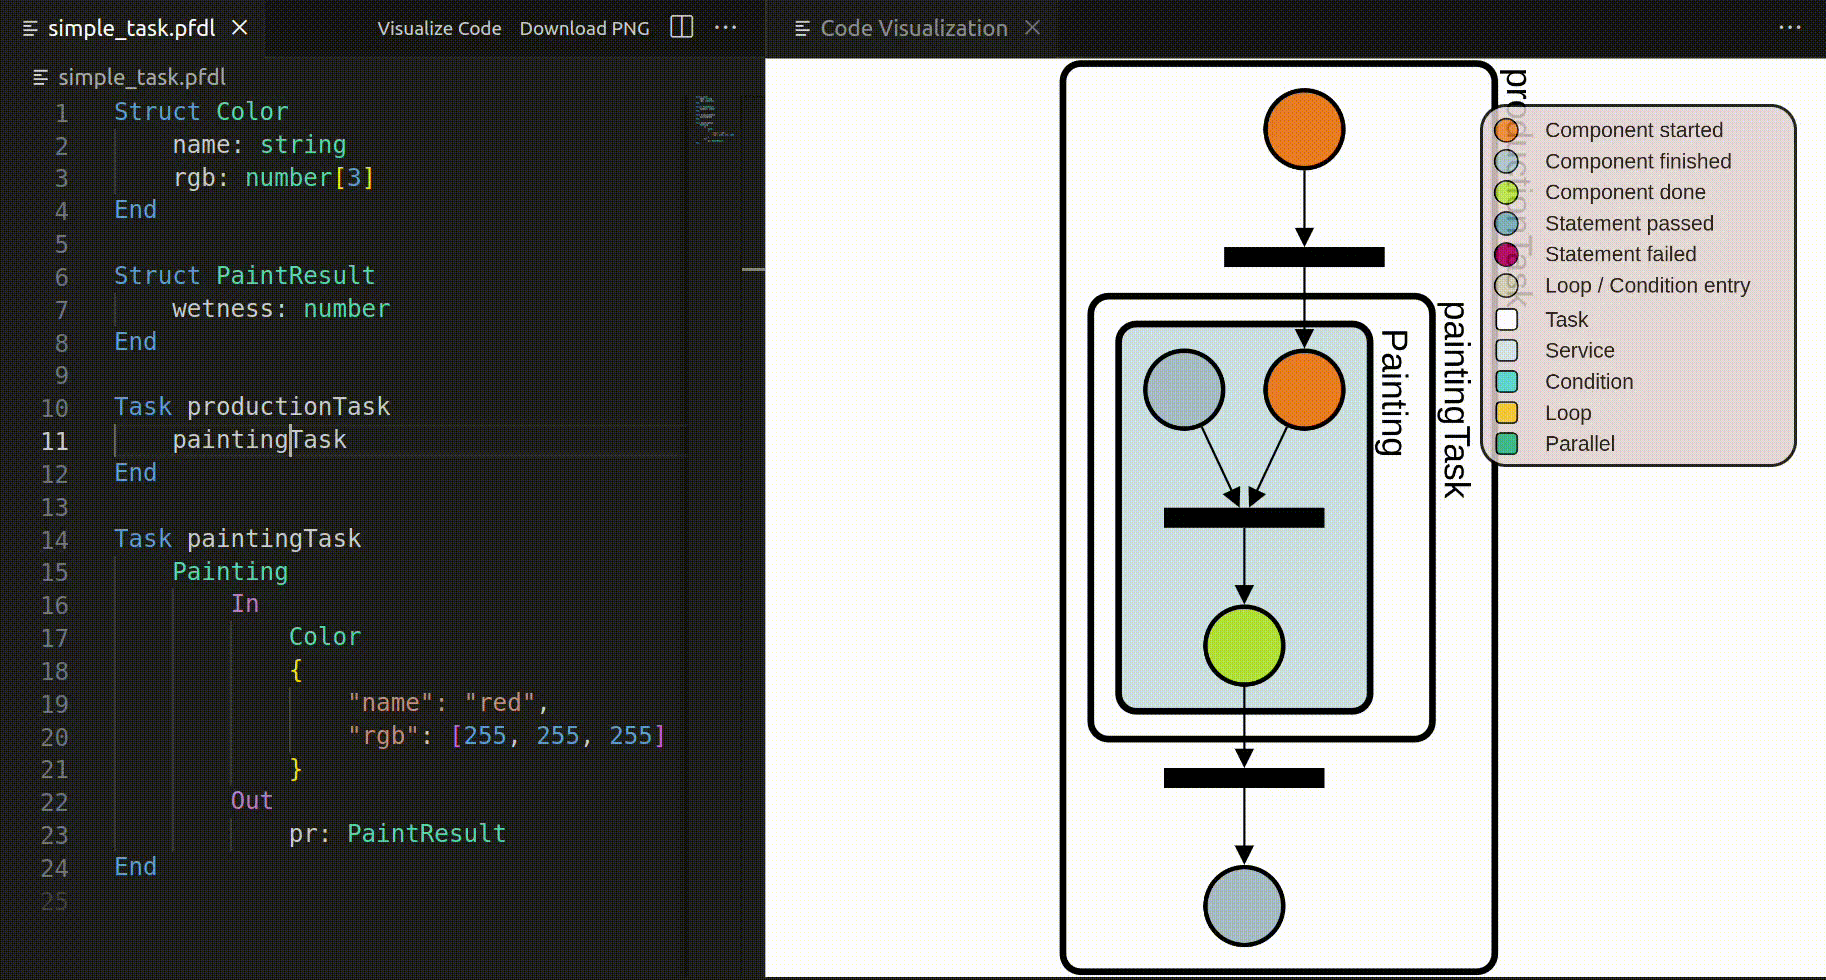 simple_task.pfdl
Visualize Code
Download PNG
simple_task.pfdl
1 Struct Color
2 name: string
3 rgb: number[3]
4 End
5
6 Struct PaintResult
7 wetness: number
8 End
9
10 Task productionTask
11 paintingTask
12 End
13
14 Task paintingTask
15 Painting
16 In
17 Color
18 {
19 "name": "red",
20 "rgb": [255, 255, 255]
21 }
22 Out
23 pr: PaintResult
24 End
25
Code Visualization
productionTask
paintingTask
Painting
Component started
Component finished
Component done
Statement passed
Statement failed
Loop / Condition entry
Task
Service
Condition
Loop
Parallel